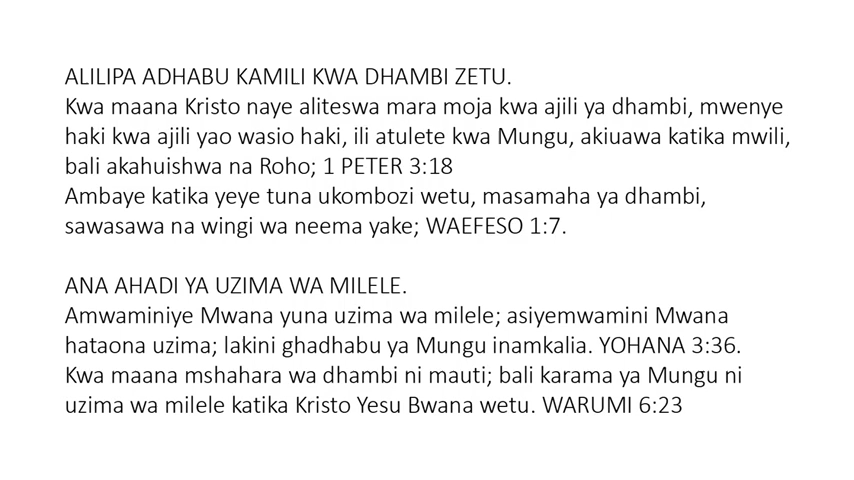 ALILIPA ADHABU KAMILI KWA DHAMBI ZETU.
Kwa maana Kristo naye aliteswa mara moja kwa ajili ya dhambi, mwenye
haki kwa ajili yao wasio haki, ili atulete kwa Mungu, akiuawa katika mwili,
bali akahuishwa na Roho; 1 PETER 3:18
Ambaye katika yeye tuna ukombozi wetu, masamaha ya dhambi,
sawasawa na wingi wa neema yake; WAEFESO 1:7.
ANA AHADI YA UZIMA WA MILELE.
Amwaminiye Mwana yuna uzima wa milele; asiyemwamini Mwana
hataona uzima; lakini ghadhabu ya Mungu inamkalia. YOHANA 3:36.
Kwa maana mshahara wa dhambi ni mauti; bali karama ya Mungu ni
uzima wa milele katika Kristo Yesu Bwana wetu. WARUMI 6:23